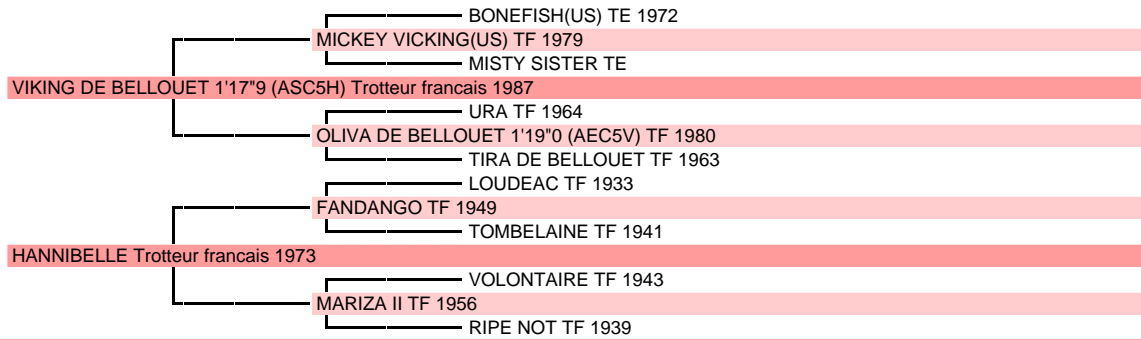 BONEFISH(US) TE 1972
MICKEY VICKING(US) TF 1979
MISTY SISTER TE
VIKING DE BELLOUET 1'17"9 (ASC5H) Trotteur francais 1987
URA TF 1964
OLIVA DE BELLOUET 1'19"0 (AEC5V) TF 1980
TIRA DE BELLOUET TF 1963
LOUDEAC TF 1933
FANDANGO TF 1949
TOMBELAINE TF 1941
HANNIBELLE Trotteur francais 1973
VOLONTAIRE TF 1943
MARIZA II TF 1956
RIPE NOT TF 1939